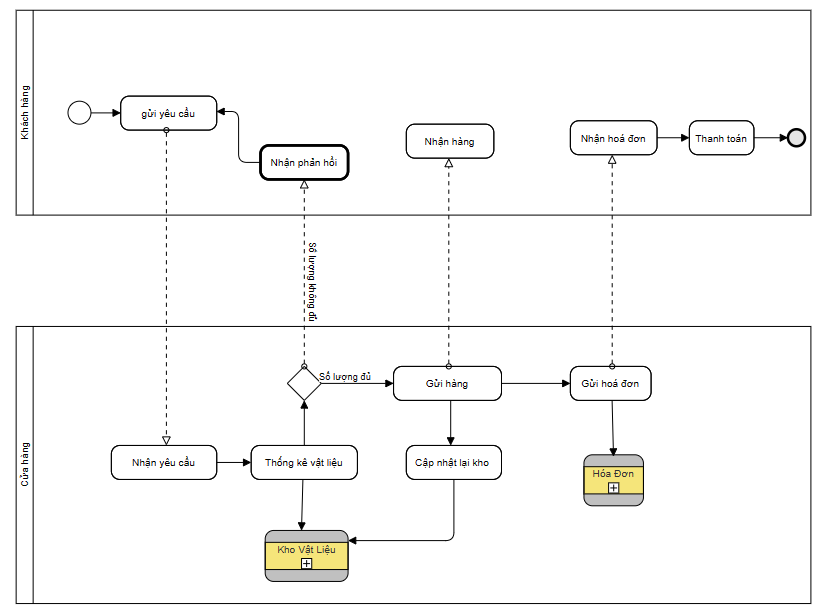 Khách hàng
gửi yêu cầu
Nhận phản hồi
Nhận hàng
Nhận hoá đơn
Thanh toán
Số lượng không đủ
Cửa hàng
Số lượng đủ
Gửi hàng
Gửi hoá đơn
Nhận yêu cầu
Thống kê vật liệu
Cập nhật lại kho
Hóa Đơn
Kho Vật Liệu